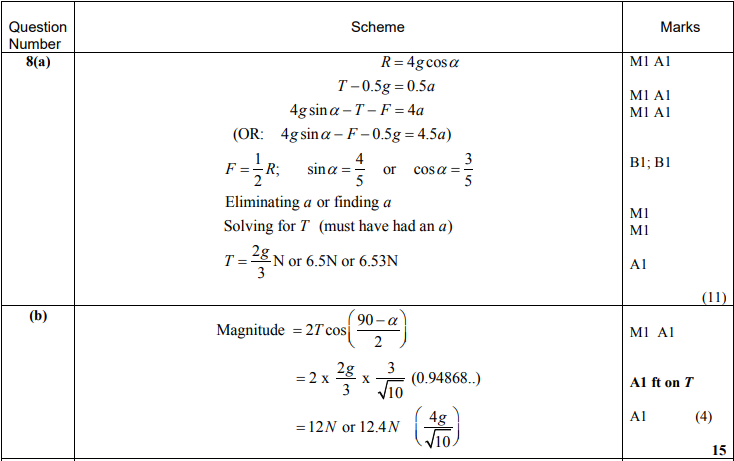 Question Number Scheme Marks
8(a) R = 4g cos α M1 A1
T − 0.5g = 0.5a M1 A1
4g sin α − T − F = 4a M1 A1
(OR: 4g sin α − F − 0.5g = 4.5a)
F = 1/2 R; sin α = 4/5 or cos α = 3/5 B1; B1
Eliminating a or finding a M1
Solving for T (must have had an a) M1
T = 2g/3 N or 6.5N or 6.53N A1
(11)
(b) Magnitude = 2T cos((90 − α)/2) M1 A1
= 2 x 2g/3 x 3/√10 (0.94868..) A1 ft on T
= 12N or 12.4N (4g/√10) A1 (4)
15